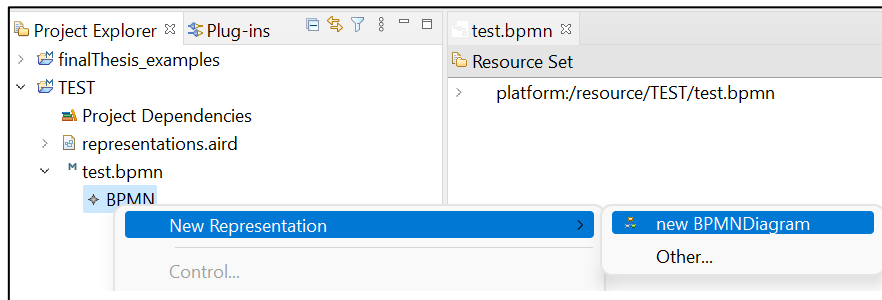 Project Explorer
Plug-ins
finalThesis_examples
TEST
Project Dependencies
representations.aird
test.bpmn
BPMN
test.bpmn
Resource Set
platform:/resource/TEST/test.bpmn
New Representation
Control...
new BPMNDiagram
Other...